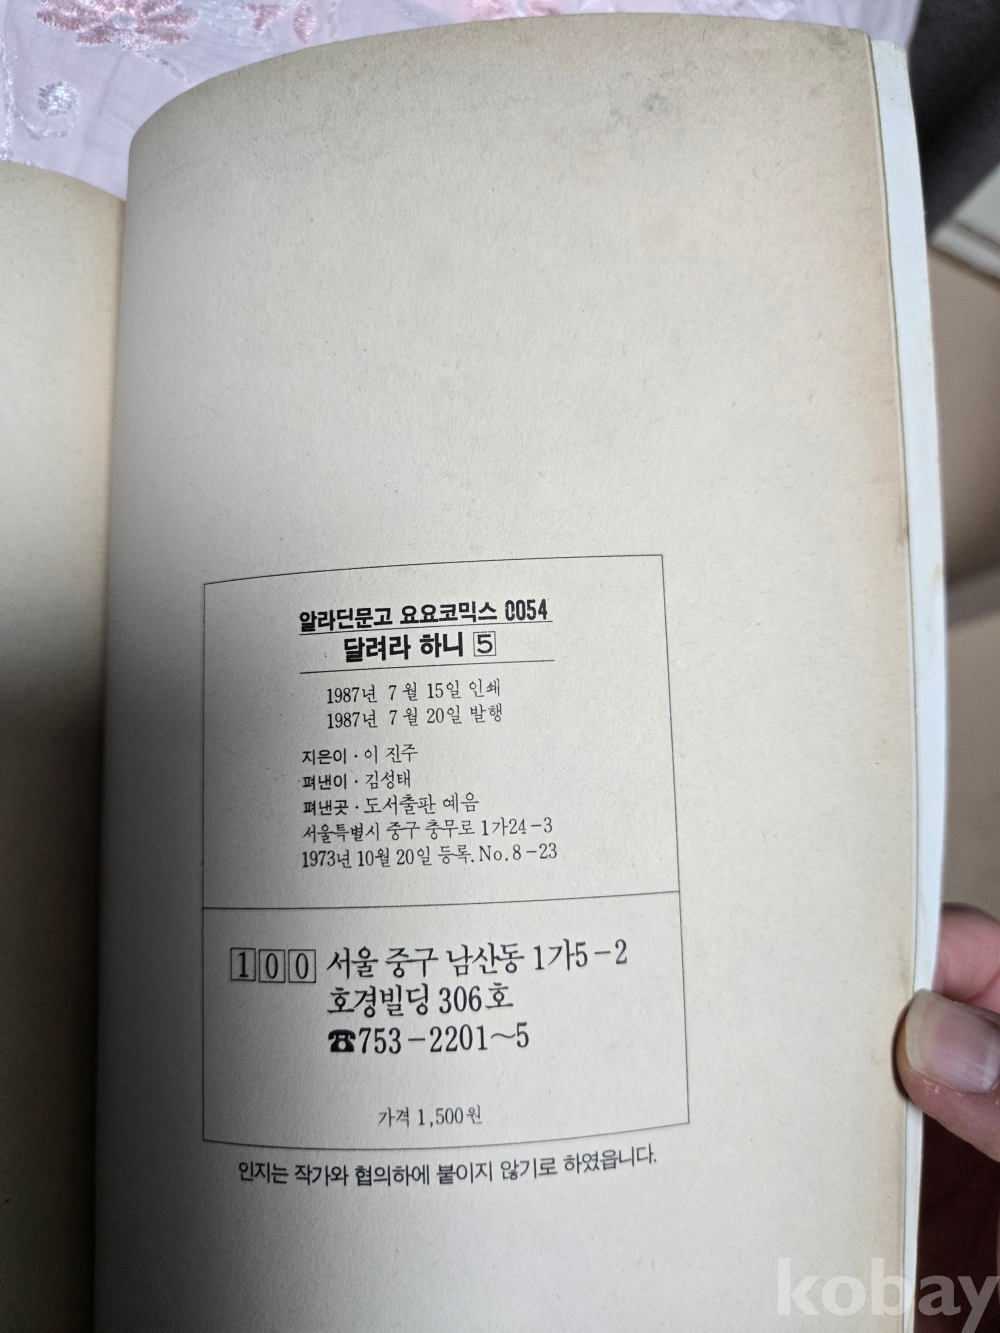 알라딘문고 요요코믹스 0054
달려라 하니 5
1987년 7월 15일 인쇄
1987년 7월 20일 발행
지은이 · 이 진주
펴낸이 · 김성태
펴낸곳 · 도서출판 예음
서울특별시 중구 충무로 1가24-3
1973년 10월 20일 등록. No. 8-23
100 서울 중구 남산동 1가5-2
호경빌딩 306호
☎753-2201~5
가격 1,500원
인지는 작가와 협의하에 붙이지 않기로 하였읍니다.
kobay